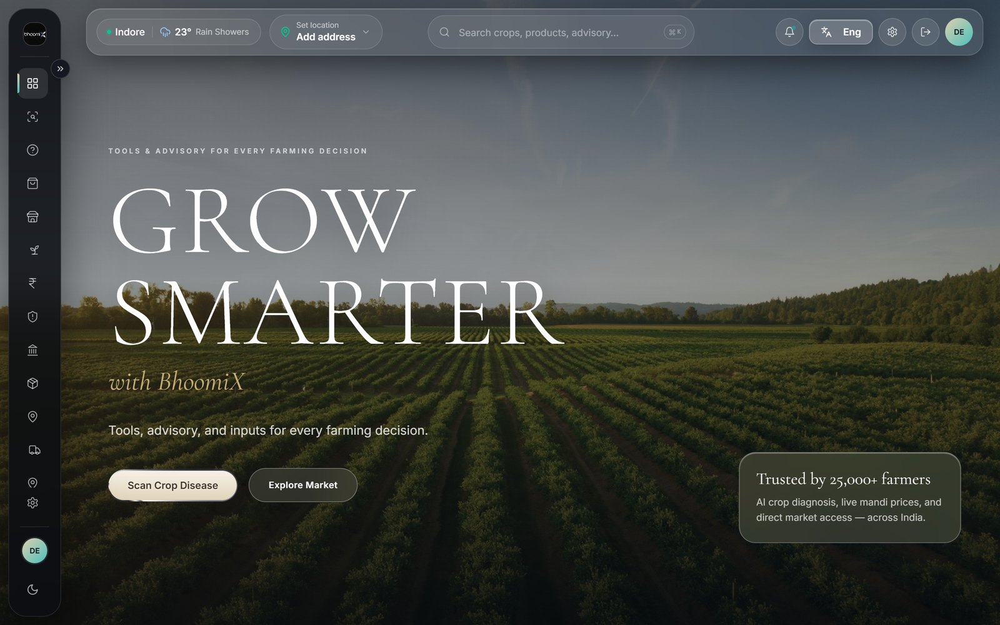 bhoomiX
Indore
23° Rain Showers
Set location
Add address
Search crops, products, advisory...
⌘ K
Eng
DE
TOOLS & ADVISORY FOR EVERY FARMING DECISION
GROW
SMARTER
with BhoomiX
Tools, advisory, and inputs for every farming decision.
Scan Crop Disease
Explore Market
Trusted by 25,000+ farmers
AI crop diagnosis, live mandi prices, and
direct market access — across India.
DE